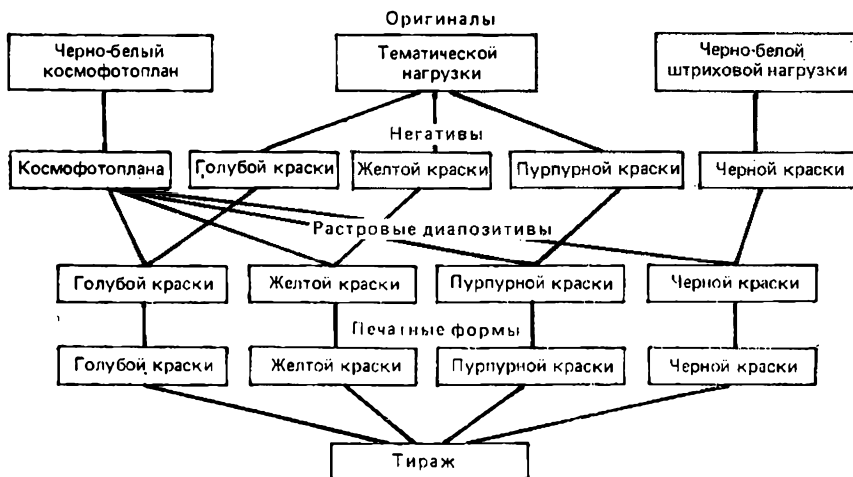 Оригиналы
Черно-белый
космофотоплан
Тематической
нагрузки
Черно-белой
штриховой нагрузки
Негативы
Космофотоплана
Голубой краски
Желтой краски
Пурпурной краски
Черной краски
Растровые диапозитивы
Голубой краски
Желтой краски
Пурпурной краски
Черной краски
Печатные формы
Голубой краски
Желтой краски
Пурпурной краски
Черной краски
Тираж